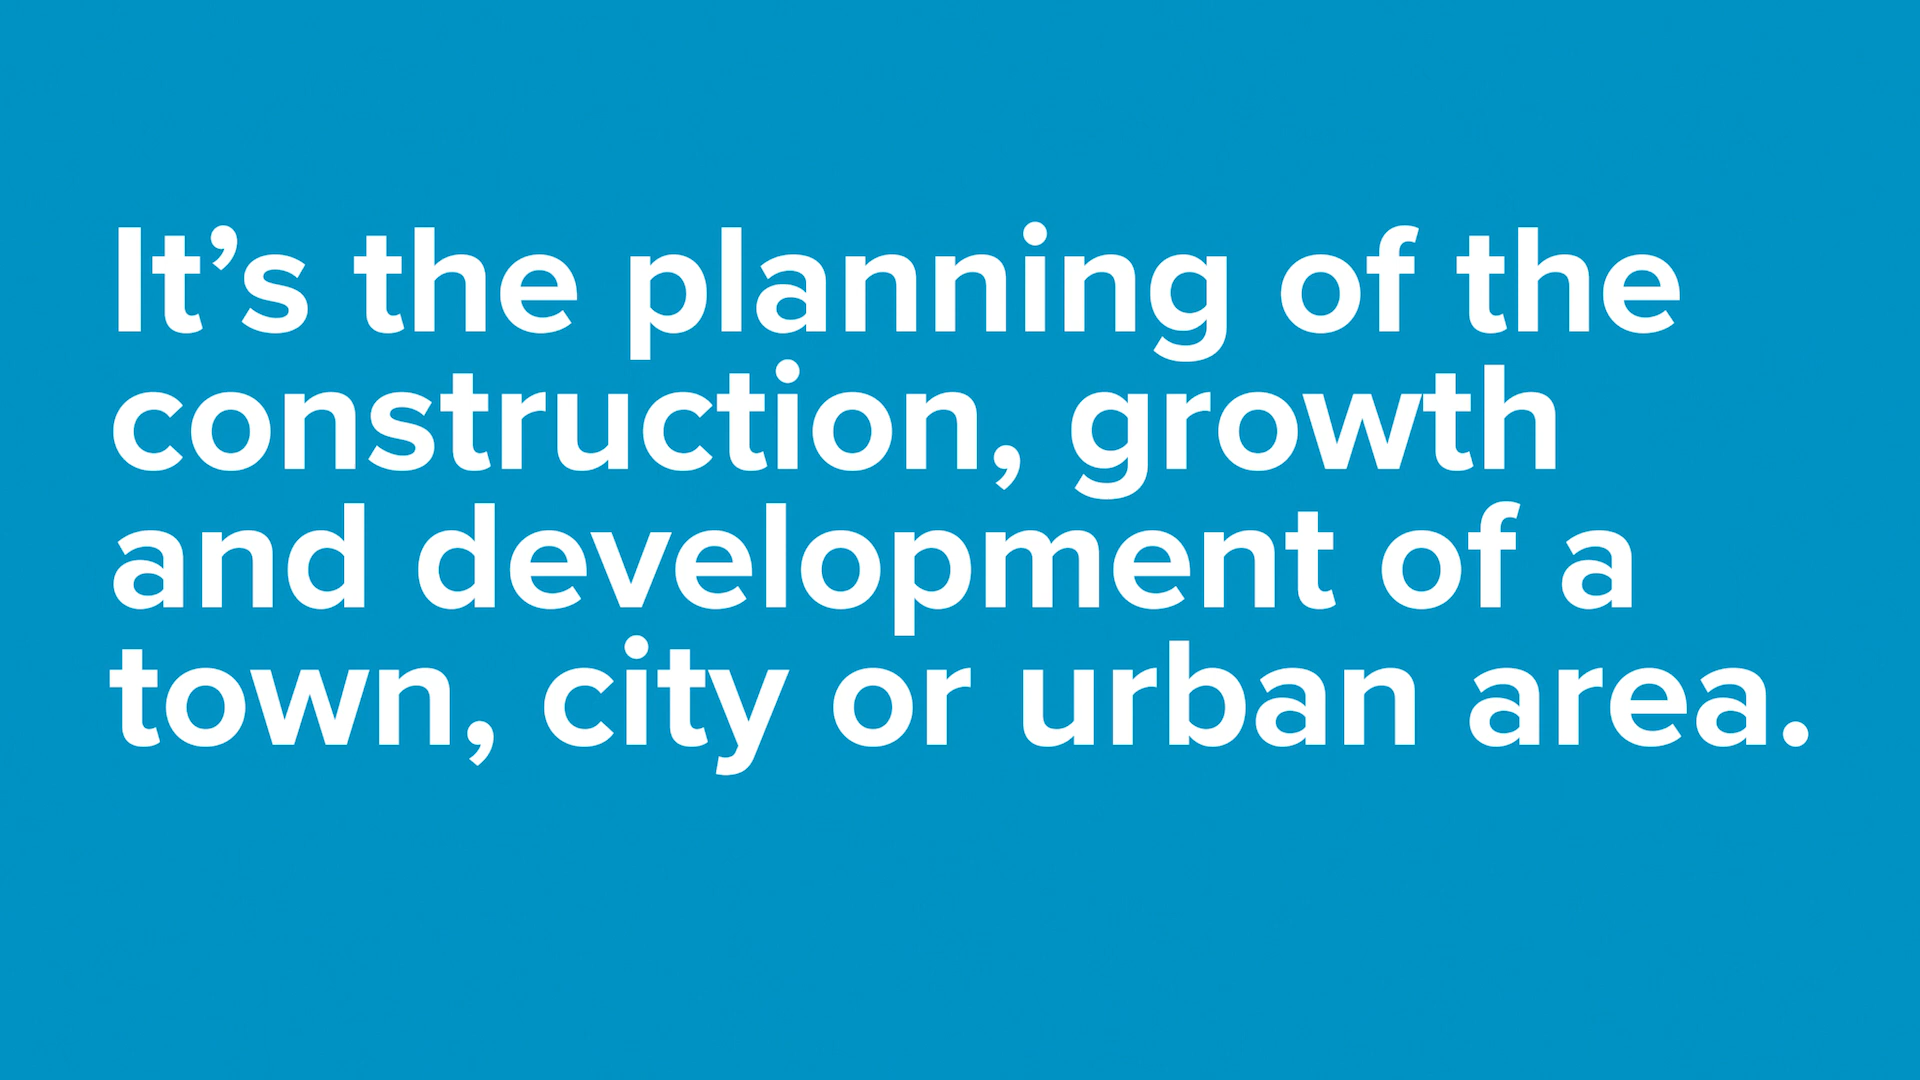 It’s the planning of the
construction, growth
and development of a
town, city or urban area.